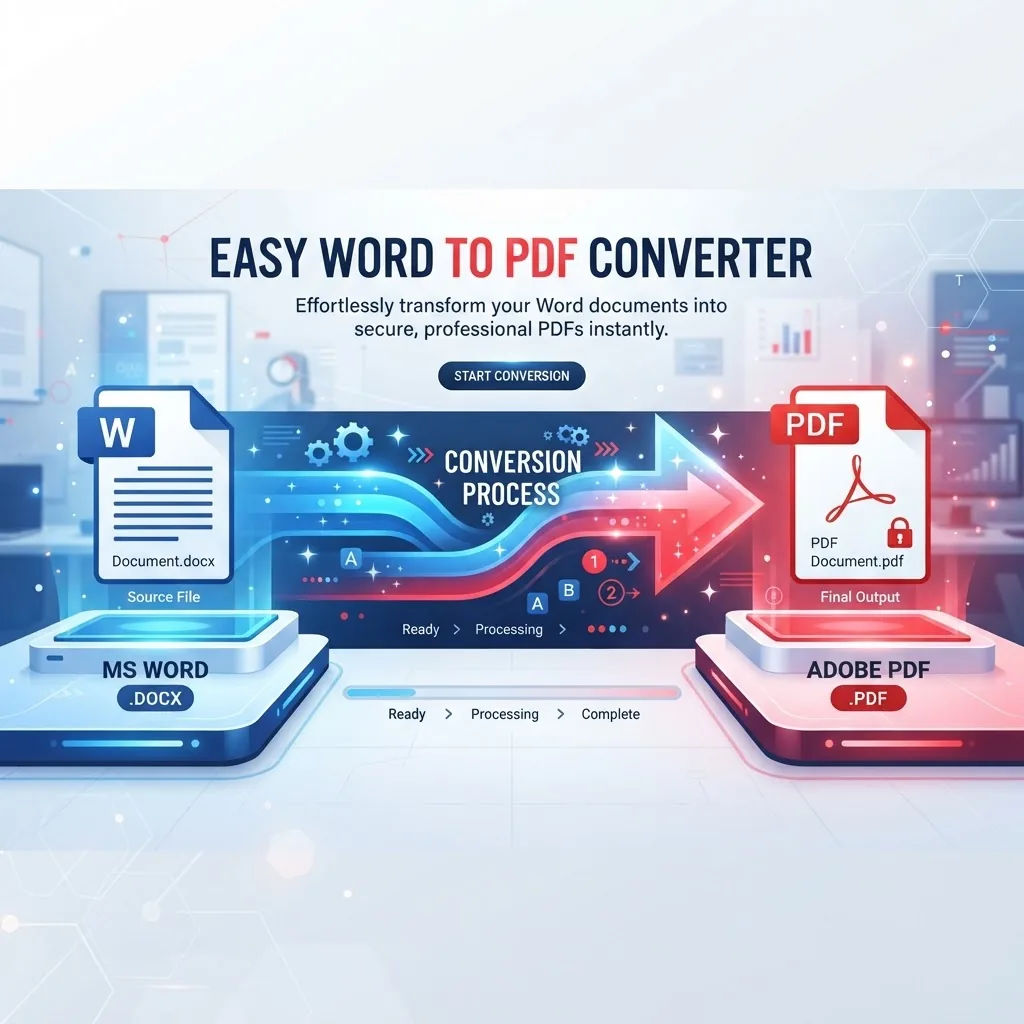 EASY WORD TO PDF CONVERTER
Effortlessly transform your Word documents into
secure, professional PDFs instantly.
START CONVERSION
T
A
W
Document.docx
Source File
MS WORD
.DOCX
CONVERSION
PROCESS
A
1
B
A
2
Ready > Processing >
Ready > Processing > Complete
PDF
PDF
Document.pdf
Final Output
ADOBE PDF
.PDF